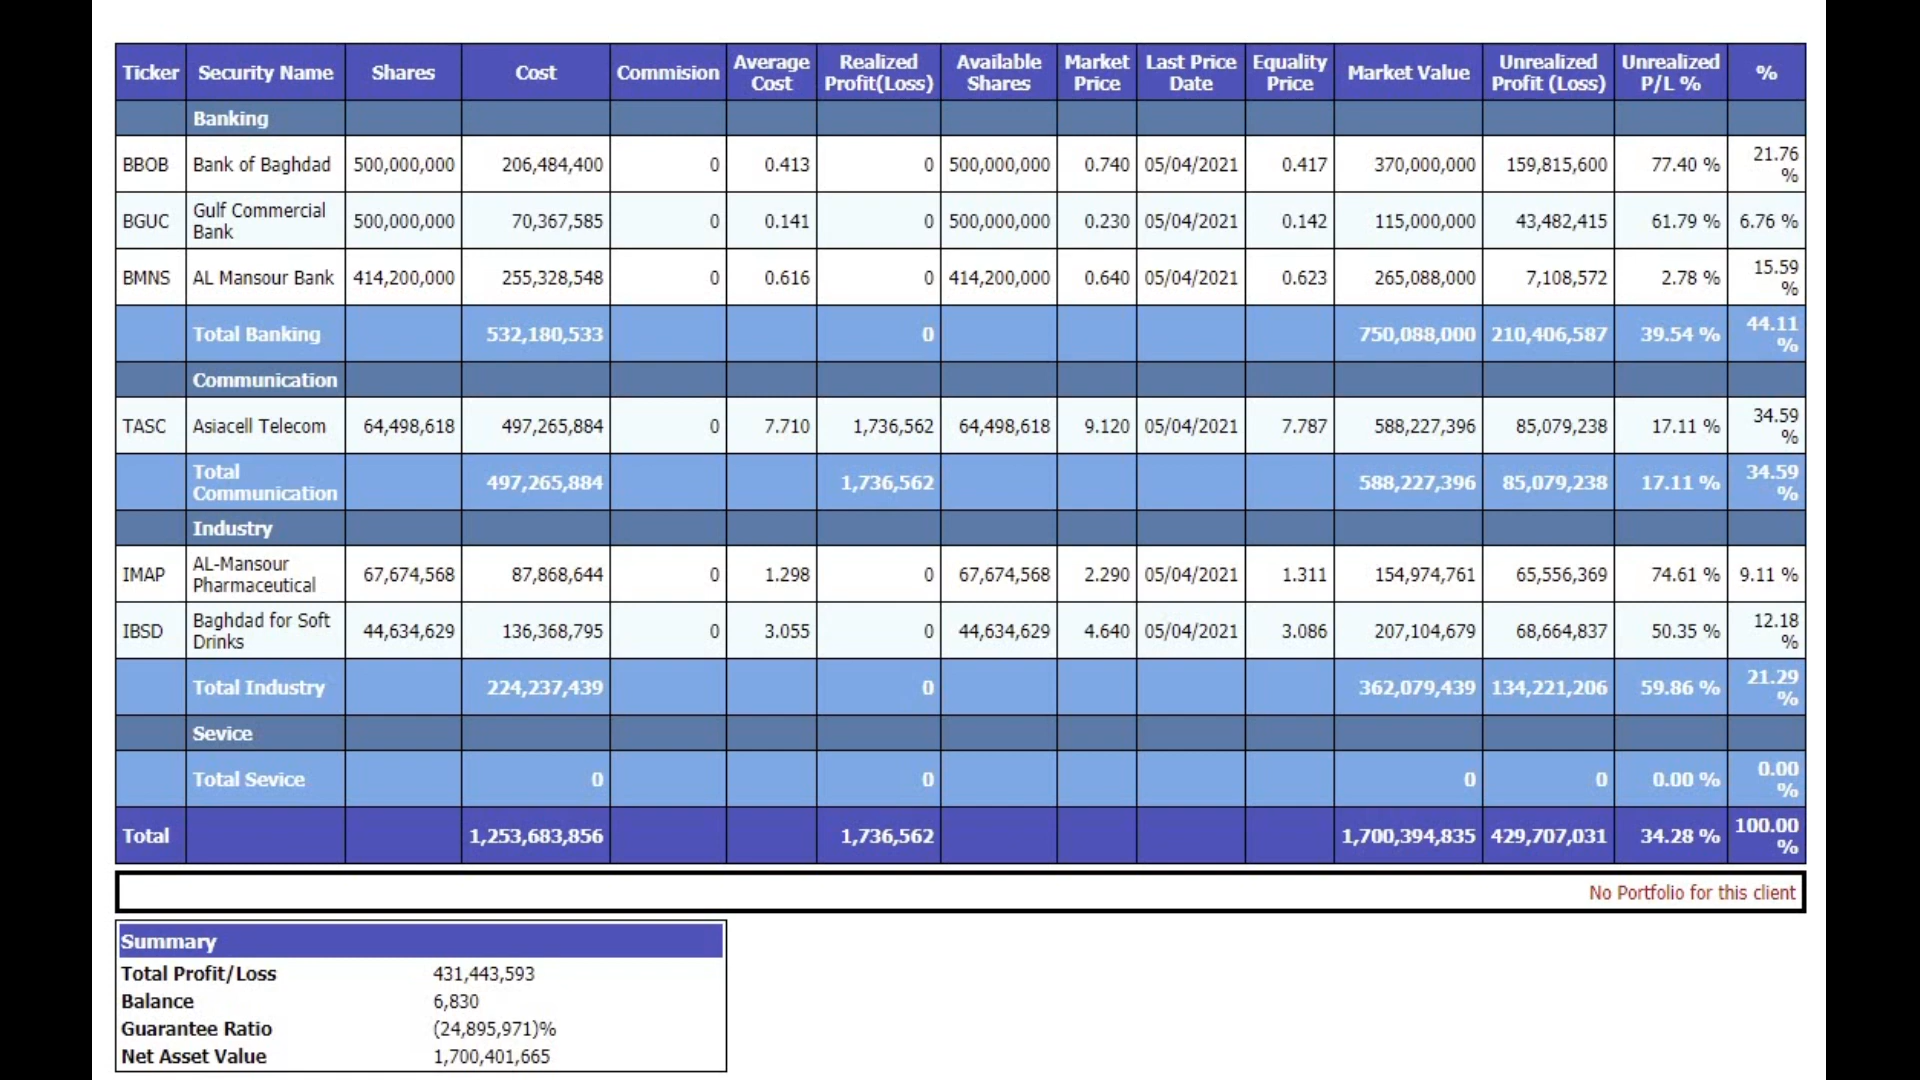 Ticker Security Name Shares Cost Commision Average Cost Realized Profit(Loss) Available Shares Market Price Last Price Date Equality Price Market Value Unrealized Profit (Loss) Unrealized P/L % %
Banking
BBOB Bank of Baghdad 500,000,000 206,484,400 0 0.413 0 500,000,000 0.740 05/04/2021 0.417 370,000,000 159,815,600 77.40 % 21.76 %
BGUC Gulf Commercial Bank 500,000,000 70,367,585 0 0.141 0 500,000,000 0.230 05/04/2021 0.142 115,000,000 43,482,415 61.79 % 6.76 %
BMNS AL Mansour Bank 414,200,000 255,328,548 0 0.616 0 414,200,000 0.640 05/04/2021 0.623 265,088,000 7,108,572 2.78 % 15.59 %
Total Banking 532,180,533 0 750,088,000 210,406,587 39.54 % 44.11 %
Communication
TASC Asiacell Telecom 64,498,618 497,265,884 0 7.710 1,736,562 64,498,618 9.120 05/04/2021 7.787 588,227,396 85,079,238 17.11 % 34.59 %
Total Communication 497,265,884 1,736,562 588,227,396 85,079,238 17.11 % 34.59 %
Industry
IMAP AL-Mansour Pharmaceutical 67,674,568 87,868,644 0 1.298 0 67,674,568 2.290 05/04/2021 1.311 154,974,761 65,556,369 74.61 % 9.11 %
IBSD Baghdad for Soft Drinks 44,634,629 136,368,795 0 3.055 0 44,634,629 4.640 05/04/2021 3.086 207,104,679 68,664,837 50.35 % 12.18 %
Total Industry 224,237,439 0 362,079,439 134,221,206 59.86 % 21.29 %
Sevice
Total Sevice 0 0 0 0 0.00 % 0.00 %
Total 1,253,683,856 1,736,562 1,700,394,835 429,707,031 34.28 % 100.00 %
No Portfolio for this client
Summary
Total Profit/Loss 431,443,593
Balance 6,830
Guarantee Ratio (24,895,971)%
Net Asset Value 1,700,401,665